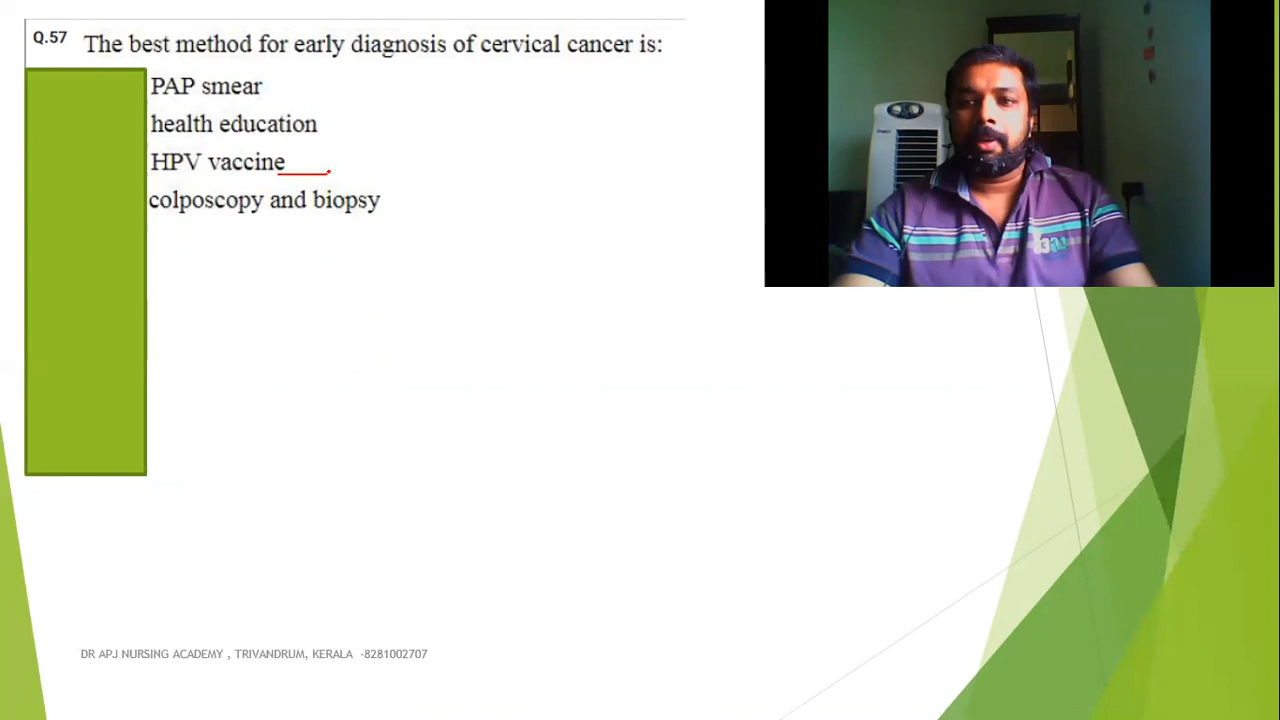 Q.57 The best method for early diagnosis of cervical cancer is:
PAP smear
health education
HPV vaccine
colposcopy and biopsy
DR APJ NURSING ACADEMY , TRIVANDRUM, KERALA -8281002707